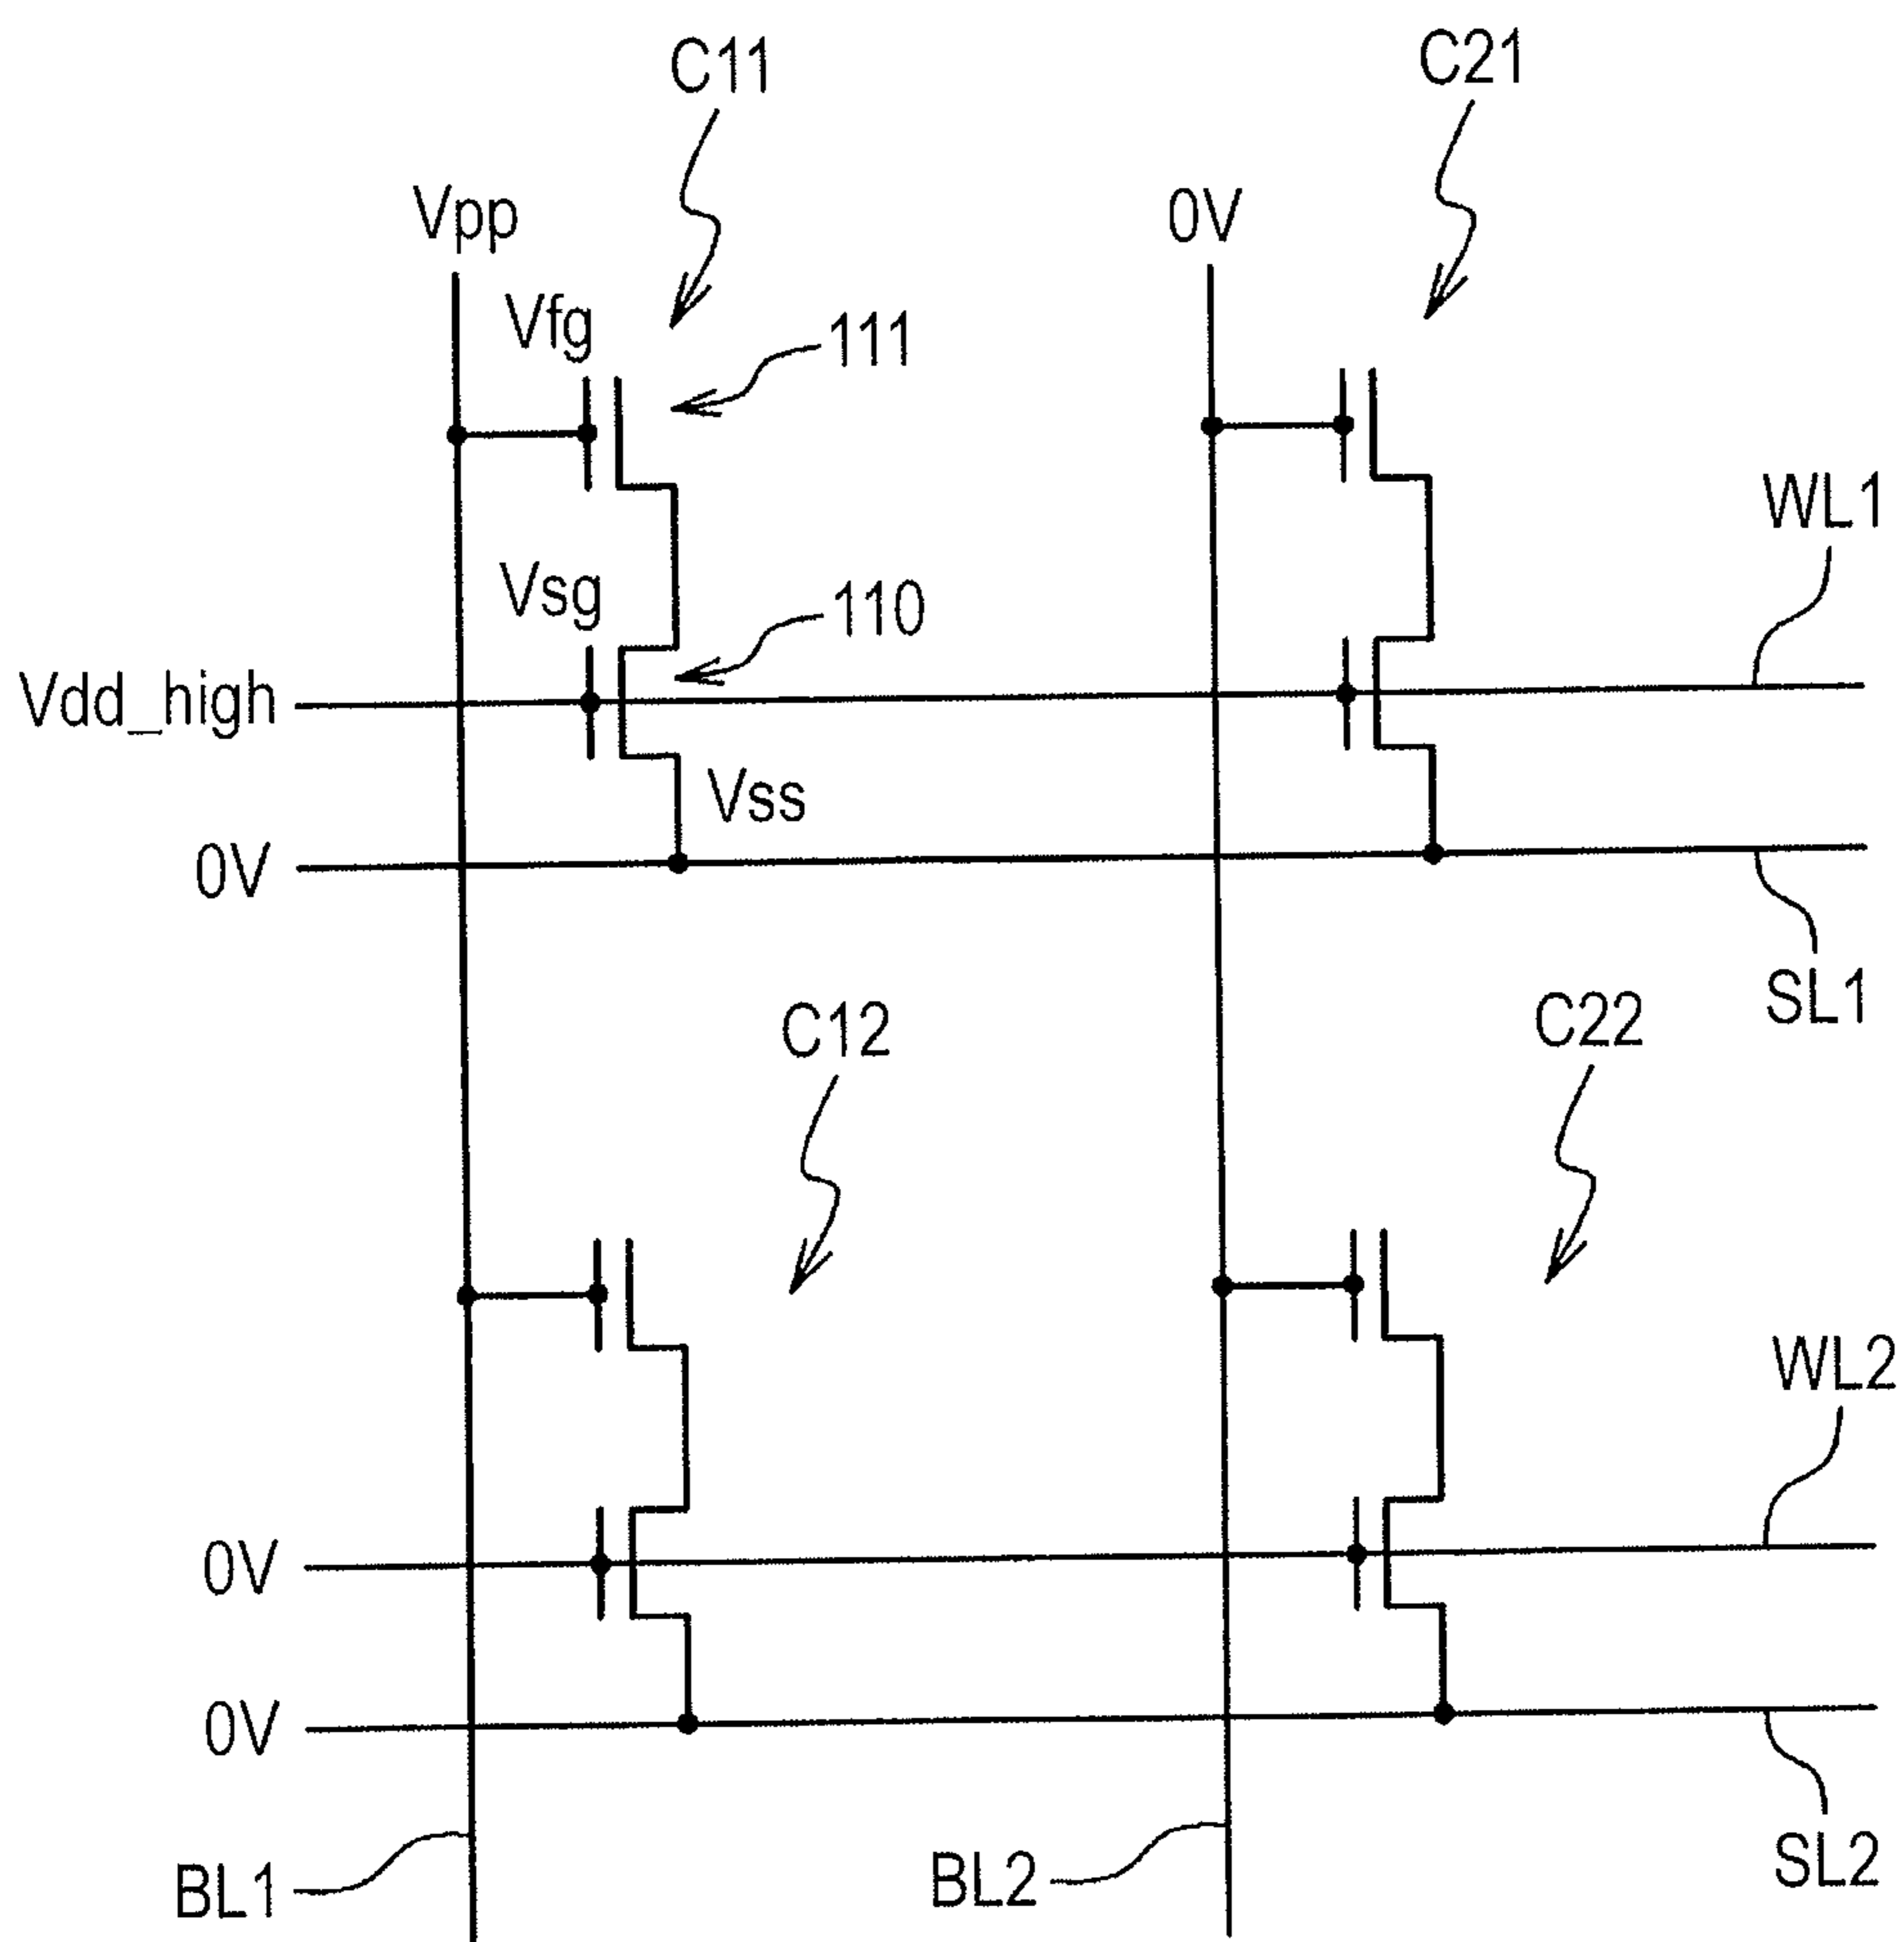 C11
C21
Vpp
0V
Vfg
111
WL1
Vsg
110
Vdd_high
Vss
0V
SL1
C12
C22
WL2
0V
0V
SL2
BL1
BL2